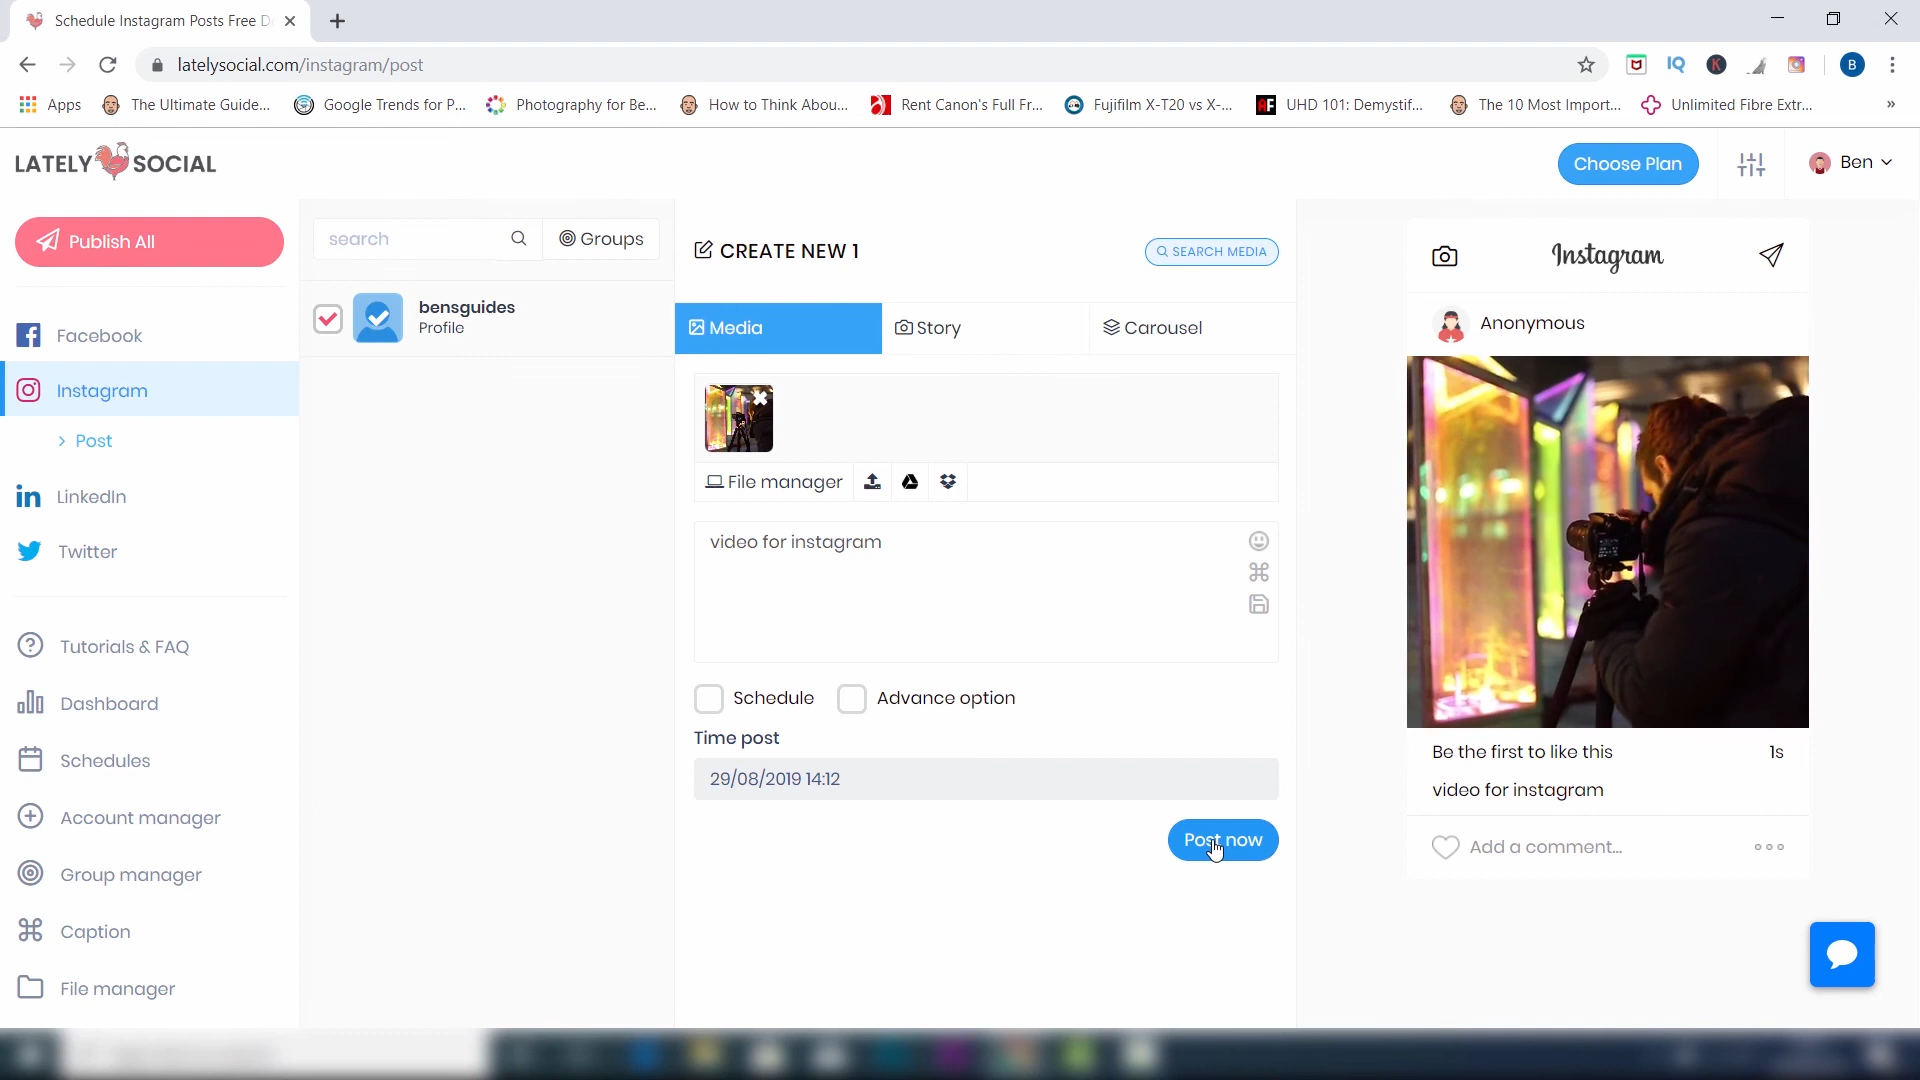 Schedule Instagram Posts Free D
latelysocial.com/instagram/post
IQ
K
B
Apps
The Ultimate Guide...
Google Trends for P...
Photography for Be...
How to Think Abou...
Rent Canon's Full Fr...
Fujifilm X-T20 vs X-...
UHD 101: Demystif...
The 10 Most Import...
Unlimited Fibre Extr...
»
LATELY SOCIAL
Choose Plan
Ben
Publish All
Facebook
Instagram
> Post
LinkedIn
Twitter
Tutorials & FAQ
Dashboard
Schedules
Account manager
Group manager
Caption
File manager
search
Groups
bensguides
Profile
CREATE NEW 1
SEARCH MEDIA
Media
Story
Carousel
File manager
video for instagram
Schedule
Advance option
Time post
29/08/2019 14:12
Post now
Instagram
Anonymous
Be the first to like this
1s
video for instagram
Add a comment...